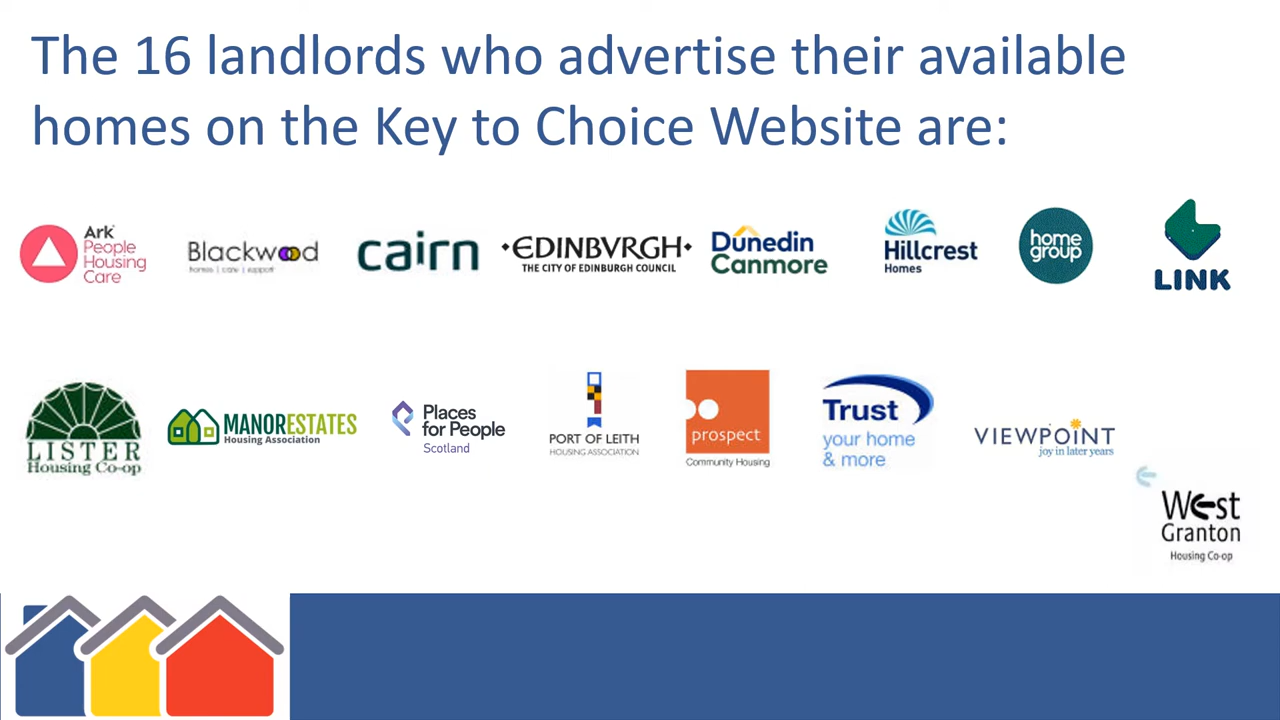 The 16 landlords who advertise their available
homes on the Key to Choice Website are:
Ark
People
Housing
Care
Blackwood
homes | care | support
cairn
·EDINBVRGH·
THE CITY OF EDINBURGH COUNCIL
Dunedin
Canmore
Hillcrest
Homes
home
group
LINK
LISTER
Housing Co-op
MANORESTATES
Housing Association
Places
for People
Scotland
PORT OF LEITH
HOUSING ASSOCIATION
prospect
Community Housing
Trust
your home
& more
VIEWPOINT
joy in later years
West
Granton
Housing Co-op